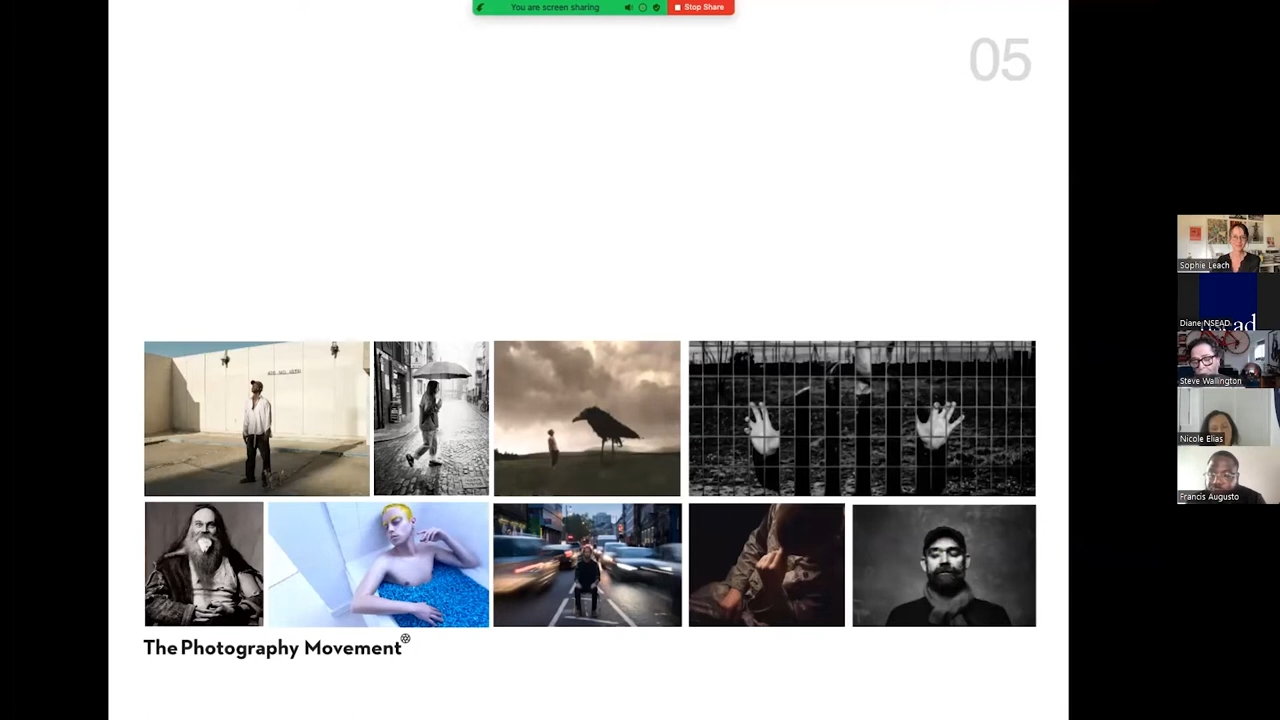 You are screen sharing
Stop Share
05
The Photography Movement
Sophie Leach
Diane NSEAD
Steve Wallington
Nicole Elias
Francis Augusto